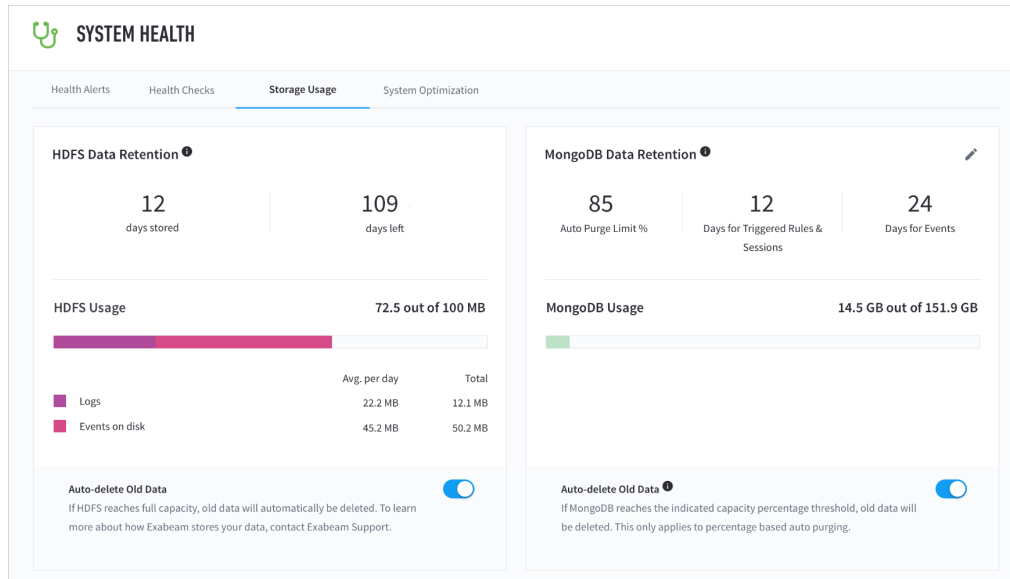 SYSTEM HEALTH
Health Alerts
Health Checks
Storage Usage
System Optimization
HDFS Data Retention
12
days stored
109
days left
HDFS Usage
72.5 out of 100 MB
Avg. per day
Total
Logs
22.2 MB
12.1 MB
Events on disk
45.2 MB
50.2 MB
Auto-delete Old Data
If HDFS reaches full capacity, old data will automatically be deleted. To learn
more about how Exabeam stores your data, contact Exabeam Support.
MongoDB Data Retention
85
Auto Purge Limit %
12
Days for Triggered Rules &
Sessions
24
Days for Events
MongoDB Usage
14.5 GB out of 151.9 GB
Auto-delete Old Data
If MongoDB reaches the indicated capacity percentage threshold, old data will
be deleted. This only applies to percentage based auto purging.